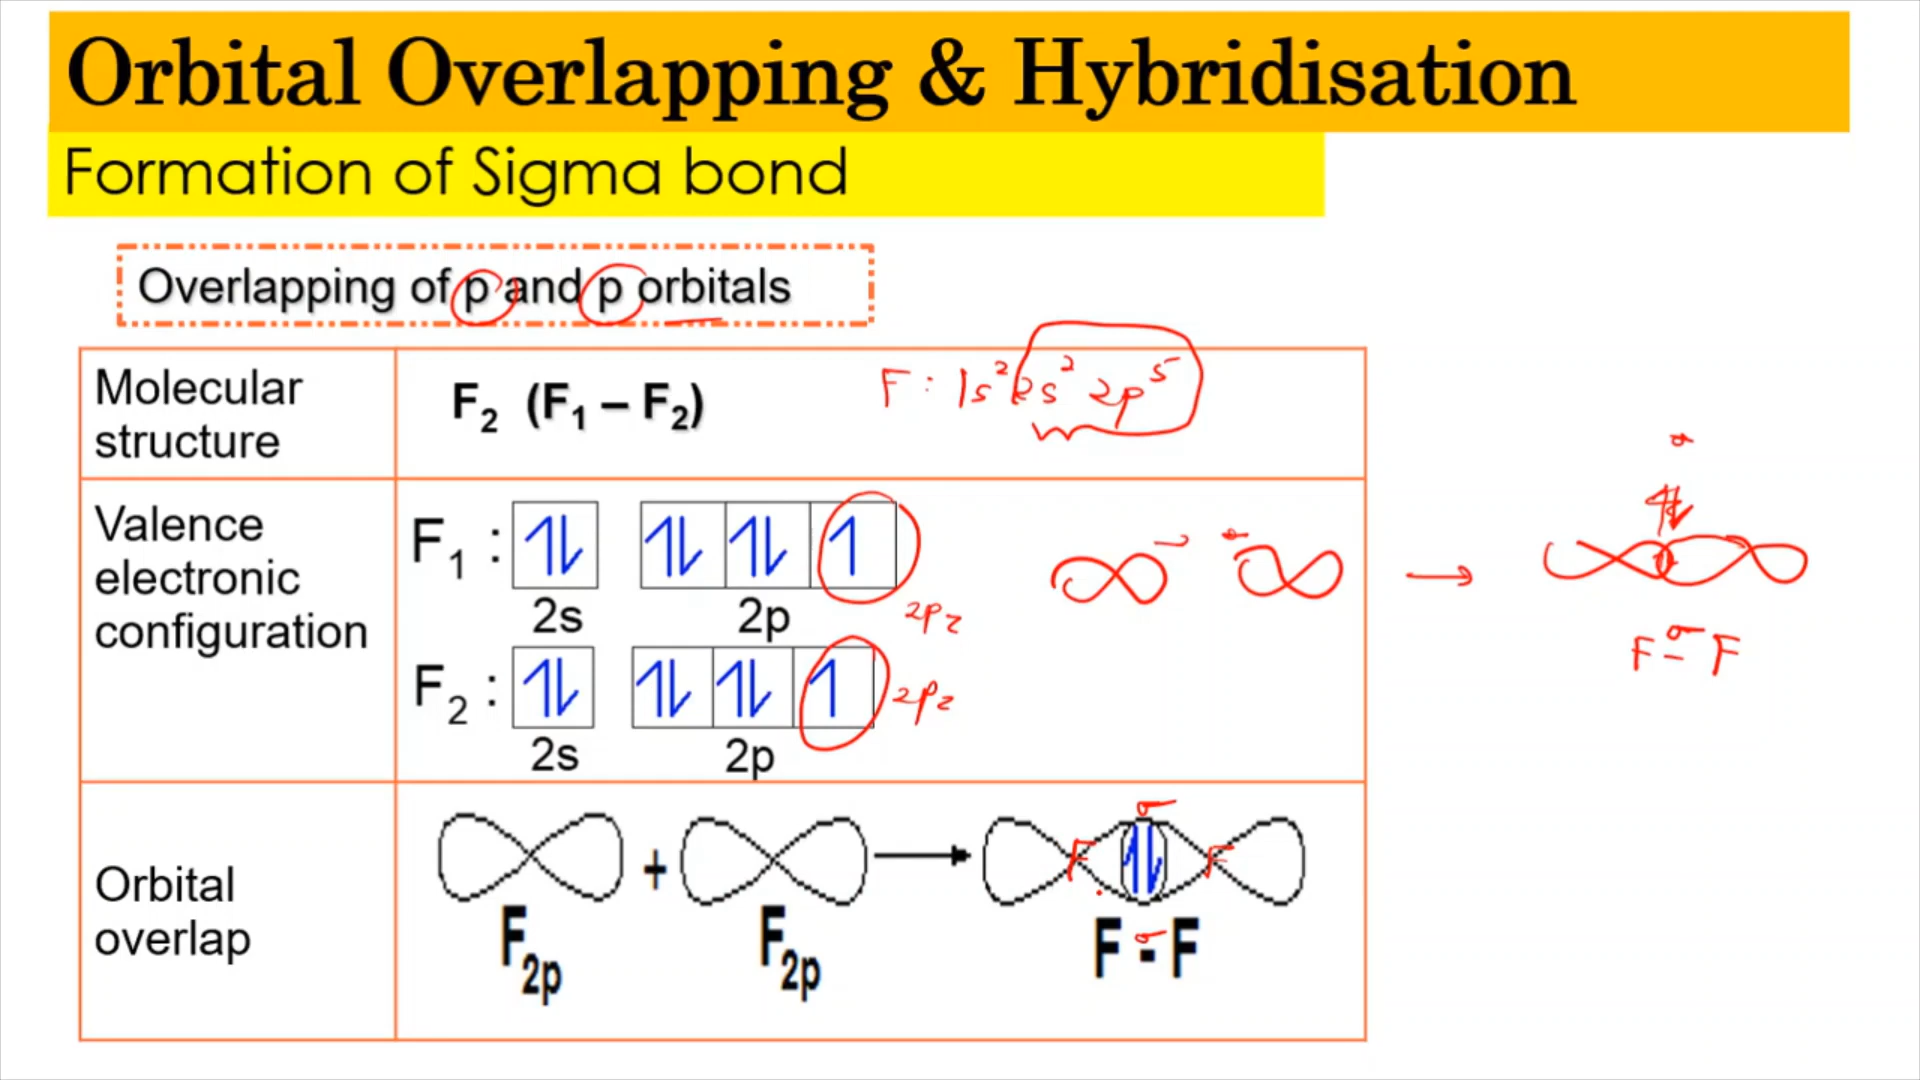 Orbital Overlapping & Hybridisation
Formation of Sigma bond
Overlapping of p and p orbitals
Molecular structure
F₂ (F₁ – F₂)
F : 1s² 2s² 2p⁵
Valence electronic configuration
F₁ : ⥮ ⥮ ⥮ ↿
2s 2p 2pz
F₂ : ⥮ ⥮ ⥮ ↿ 2pz
2s 2p
σ
F - F
Orbital overlap
F2p + F2p
σ
F F
F - F
σ